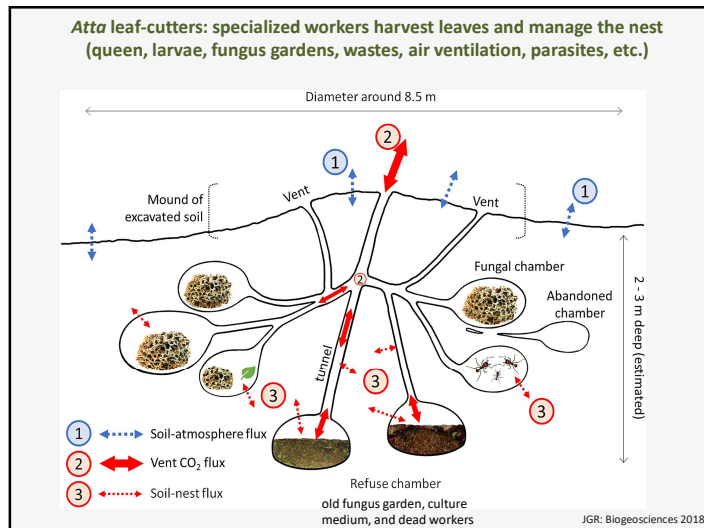 Atta leaf-cutters: specialized workers harvest leaves and manage the nest
(queen, larvae, fungus gardens, wastes, air ventilation, parasites, etc.)
Diameter around 8.5 m
2
1
1
Mound of
excavated soil
Vent
Vent
2
Fungal chamber
Abandoned
chamber
2 - 3 m deep (estimated)
tunnel
3
3
3
1 Soil-atmosphere flux
2 Vent CO₂ flux
3 Soil-nest flux
Refuse chamber
old fungus garden, culture
medium, and dead workers
JGR: Biogeosciences 2018